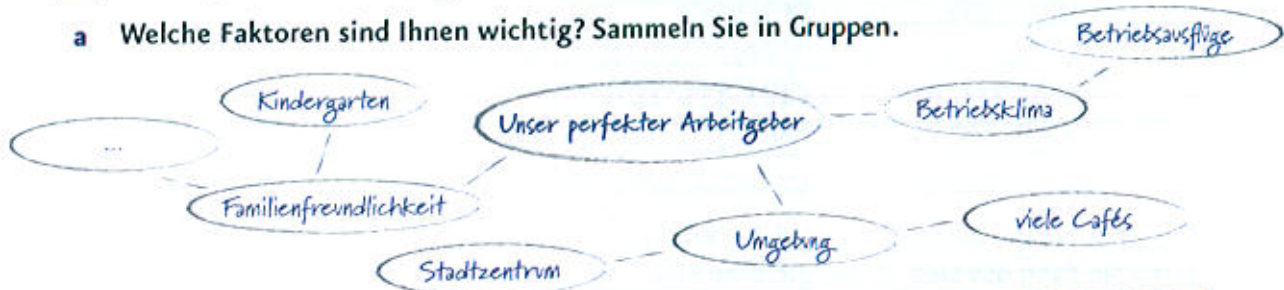 a Welche Faktoren sind Ihnen wichtig? Sammeln Sie in Gruppen.
Betriebsausflüge
Kindergarten
Unser perfekter Arbeitgeber
Betriebsklima
...
Familienfreundlichkeit
Umgebung
viele Cafés
Stadtzentrum